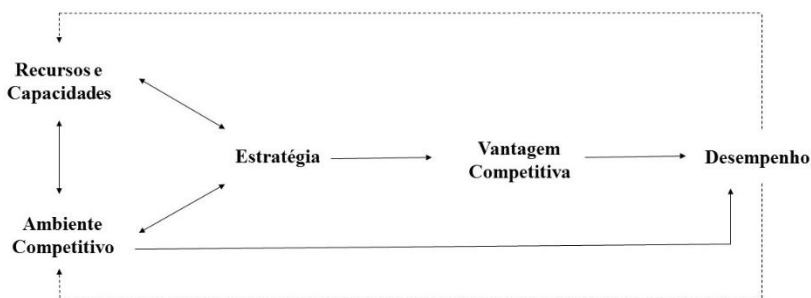 Recursos e
Capacidades
Estratégia
Vantagem
Competitiva
Desempenho
Ambiente
Competitivo